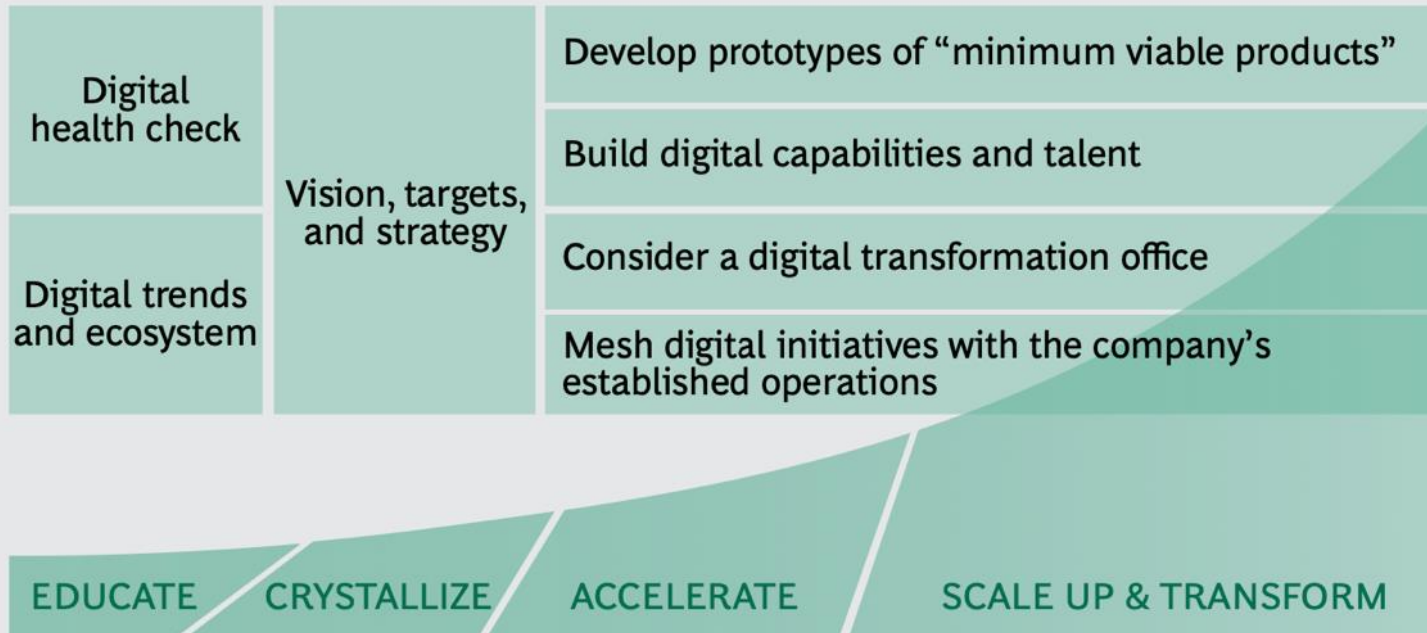 Digital
health check
Digital trends
and ecosystem
Vision, targets,
and strategy
Develop prototypes of “minimum viable products”
Build digital capabilities and talent
Consider a digital transformation office
Mesh digital initiatives with the company’s
established operations
EDUCATE
CRYSTALLIZE
ACCELERATE
SCALE UP & TRANSFORM